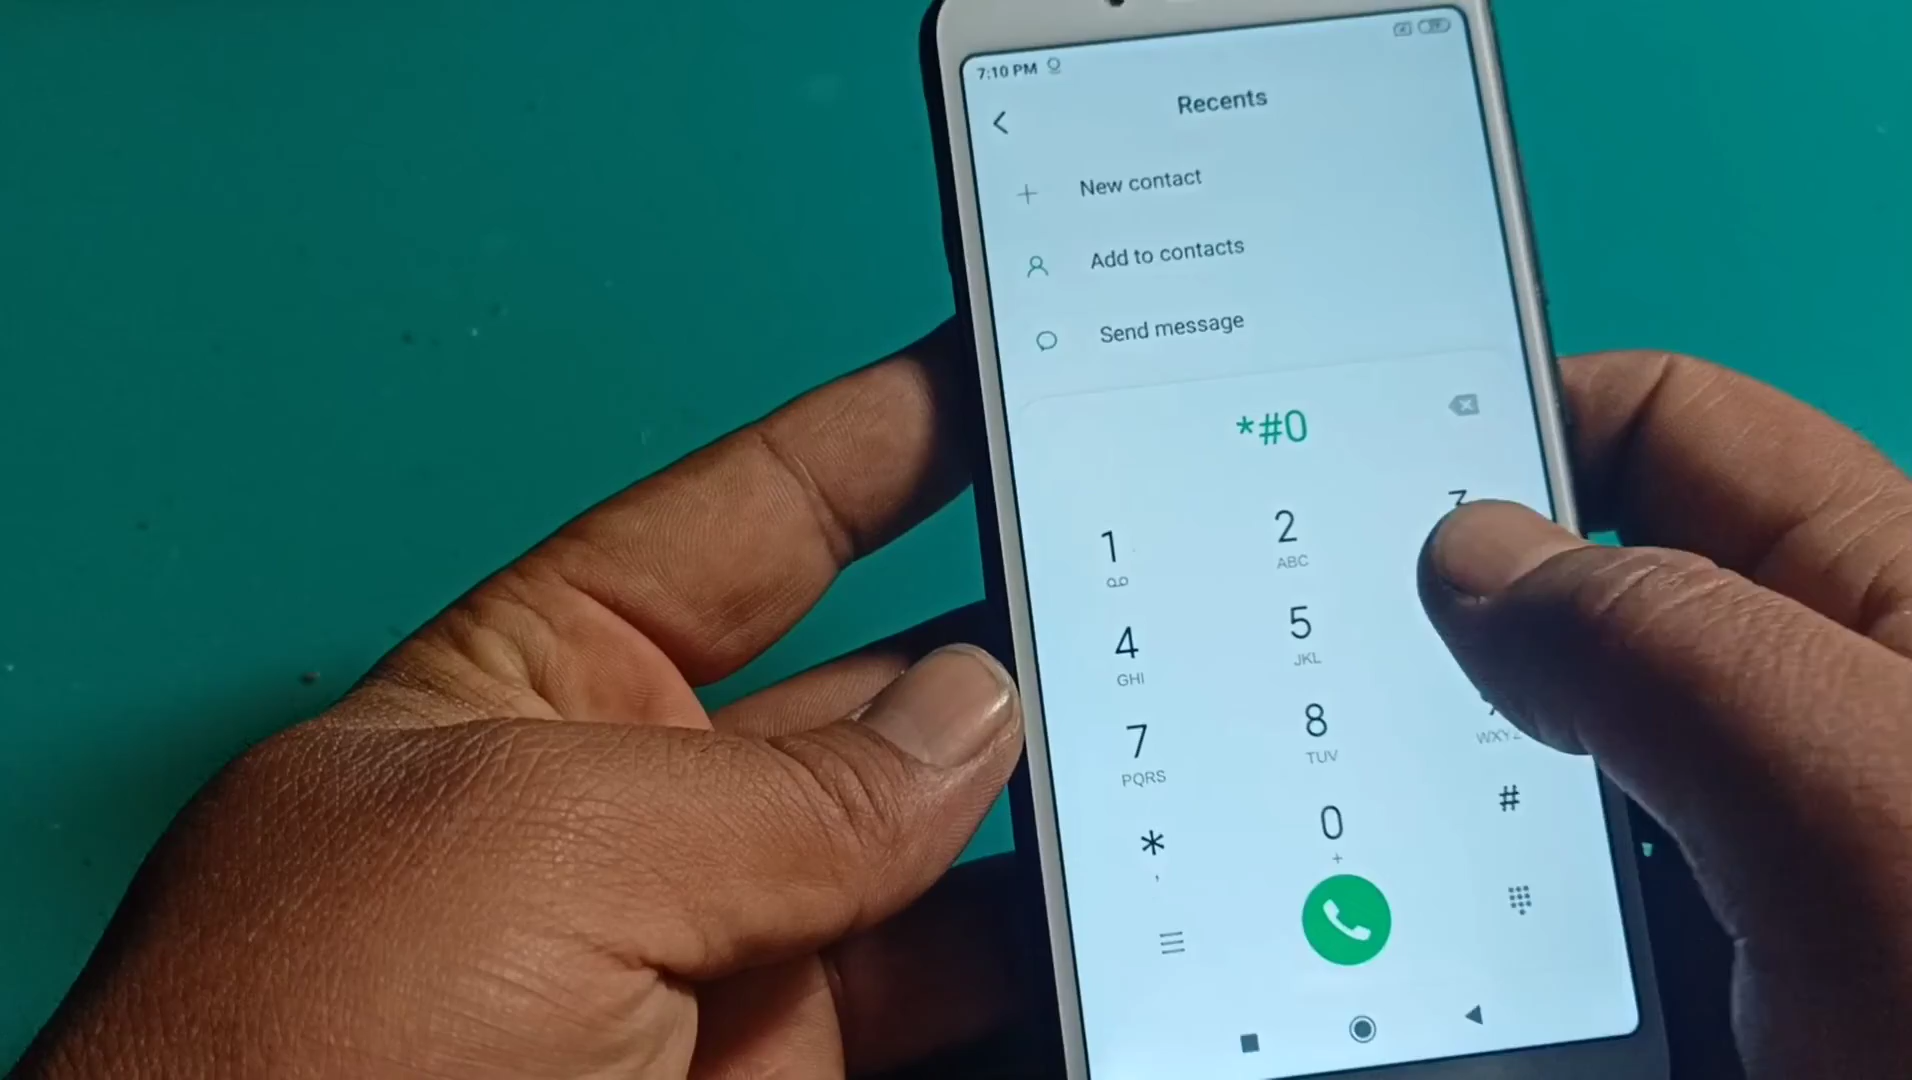 7:10 PM
Recents
New contact
Add to contacts
Send message
*#0
1
2
ABC
4
GHI
5
JKL
7
PQRS
8
TUV
WXYZ
*
,
0
+
#